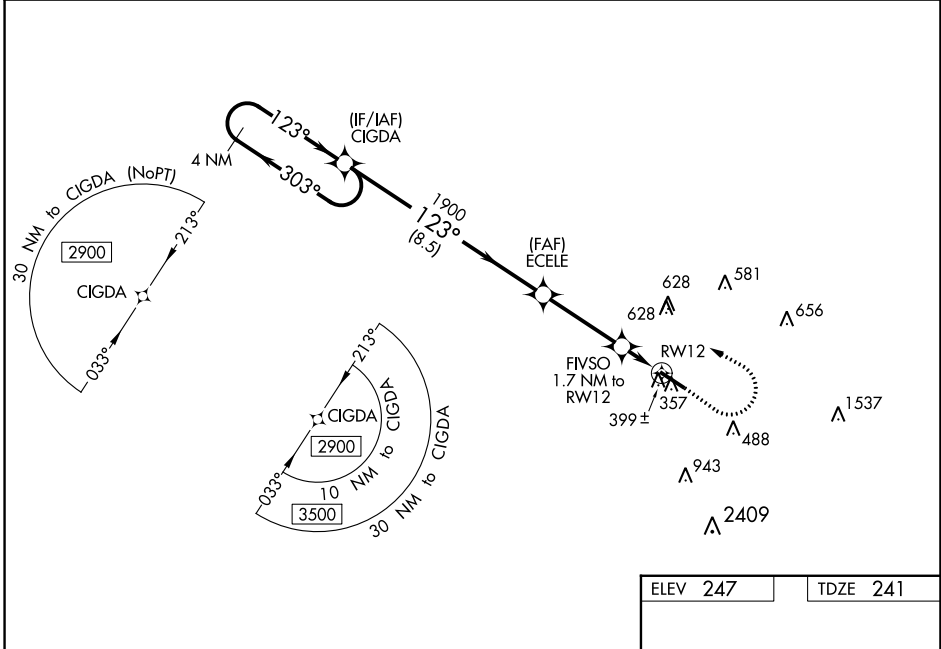 123°
(IF/IAF)
CIGDA
4 NM
303°
30 NM to CIGDA (NoPT)
213°
2900
CIGDA
033°
1900
123°
(8.5)
(FAF)
ECELE
628
581
628
656
RW12
FIVSO
1.7 NM to
RW12
357
399 ±
1537
488
943
2409
213°
CIGDA
2900
033°
10 NM to CIGDA
3500
30 NM to CIGDA
ELEV 247
TDZE 241